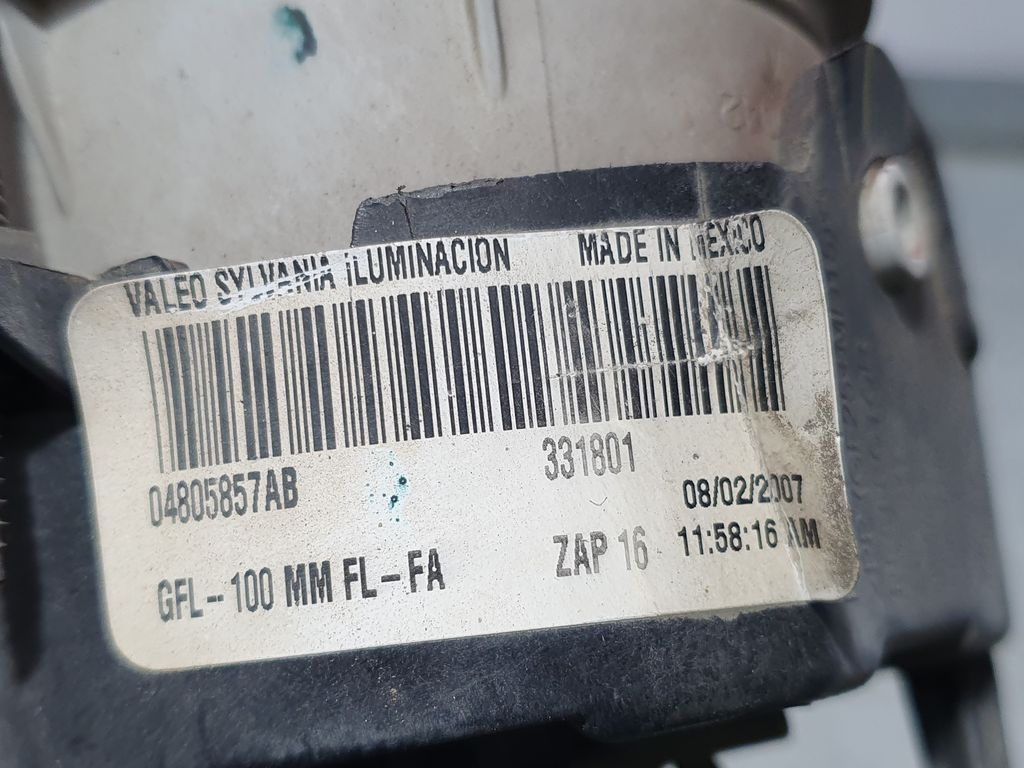 VALEO SYLVANIA ILUMINACION MADE IN MEXICO
04805857AB 331801 08/02/2007
GFL-100 MM FL-FA ZAP 16 11:58:16 AM